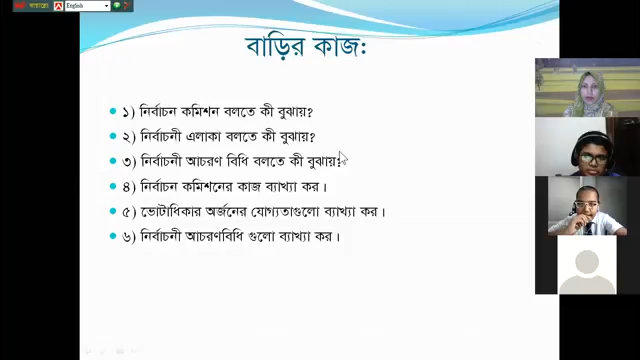 English
বাড়ির কাজ:
১) নির্বাচন কমিশন বলতে কী বুঝায়?
২) নির্বাচনী এলাকা বলতে কী বুঝায়?
৩) নির্বাচনী আচরণ বিধি বলতে কী বুঝায়?
৪) নির্বাচন কমিশনের কাজ ব্যাখ্যা কর।
৫) ভোটাধিকার অর্জনের যোগ্যতাগুলো ব্যাখ্যা কর।
৬) নির্বাচনী আচরণবিধি গুলো ব্যাখ্যা কর।